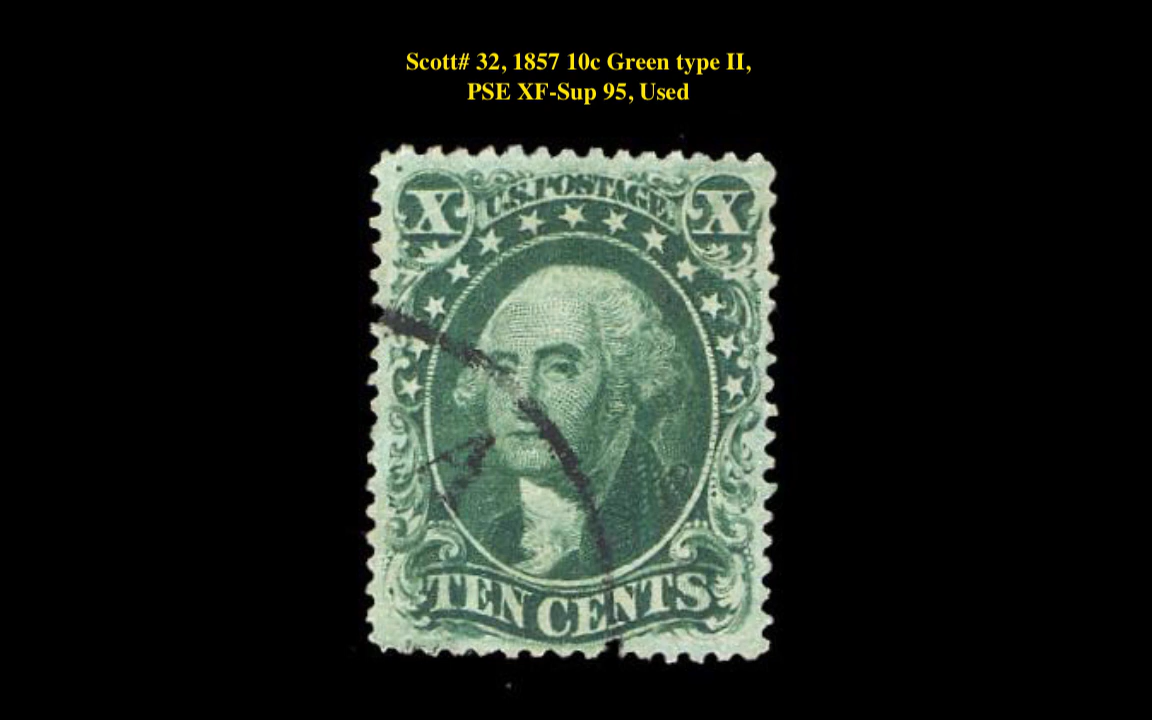 Scott# 32, 1857 10c Green type II,
PSE XF-Sup 95, Used
X U.S. POSTAGE. X
A
TEN CENTS